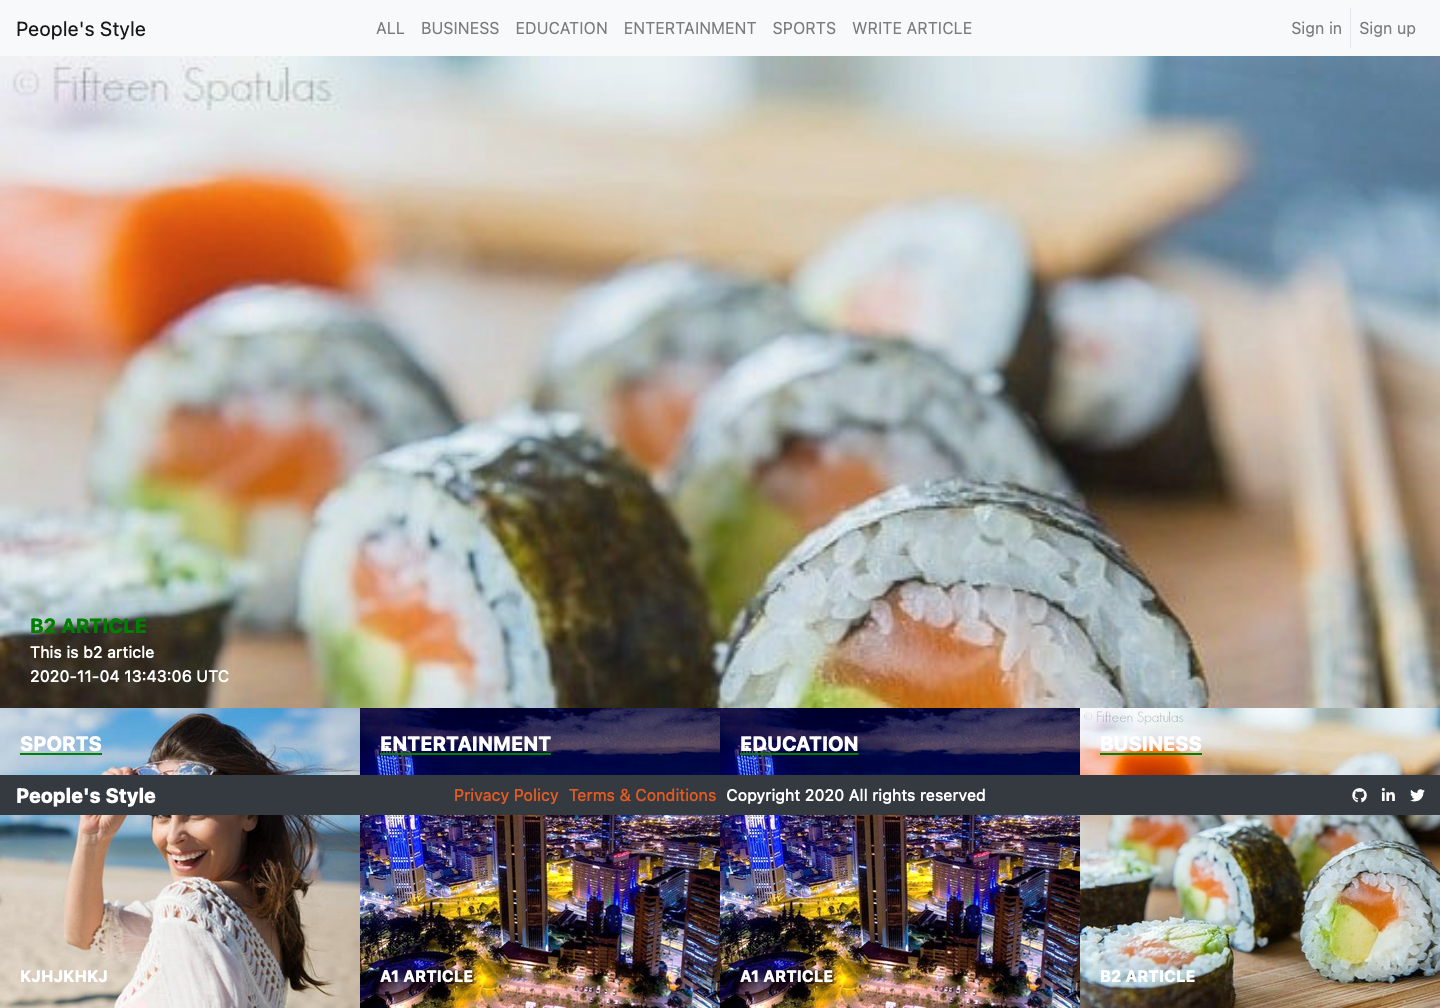 People's Style
ALL BUSINESS EDUCATION ENTERTAINMENT SPORTS WRITE ARTICLE
Sign in Sign up
© Fifteen Spatulas
B2 ARTICLE
This is b2 article
2020-11-04 13:43:06 UTC
SPORTS
ENTERTAINMENT
EDUCATION
© Fifteen Spatulas
BUSINESS
People's Style
Privacy Policy Terms & Conditions Copyright 2020 All rights reserved
KJHJKHKJ
A1 ARTICLE
A1 ARTICLE
B2 ARTICLE